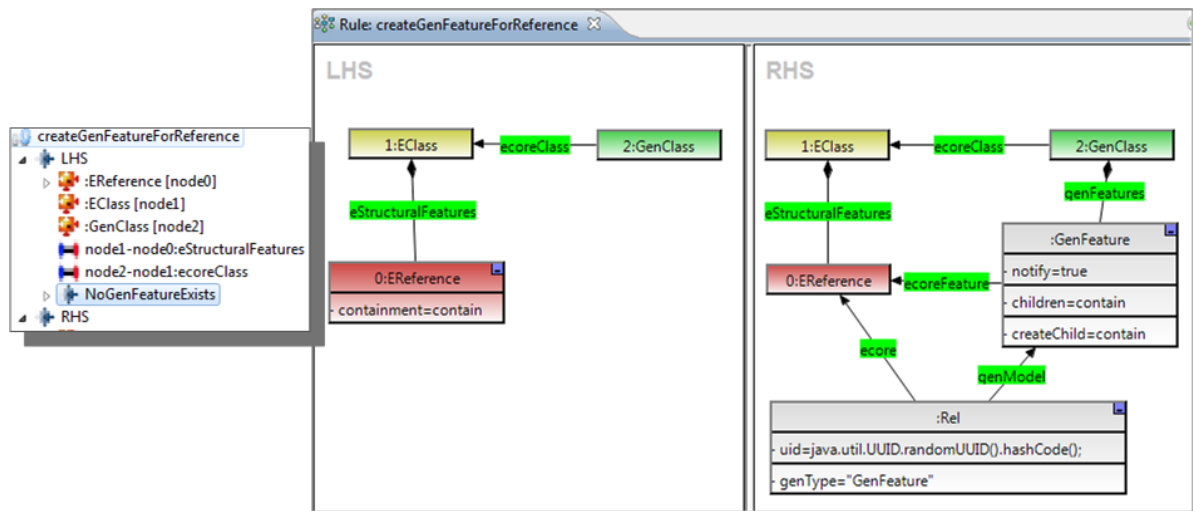 Rule: createGenFeatureForReference
createGenFeatureForReference
LHS
:EReference [node0]
:EClass [node1]
:GenClass [node2]
node1-node0:eStructuralFeatures
node2-node1:ecoreClass
NoGenFeatureExists
RHS
LHS
1:EClass
ecoreClass
2:GenClass
eStructuralFeatures
0:EReference
- containment=contain
RHS
1:EClass
ecoreClass
2:GenClass
eStructuralFeatures
genFeatures
:GenFeature
- notify=true
- children=contain
- createChild=contain
0:EReference
ecoreFeature
ecore
genModel
:Rel
- uid=java.util.UUID.randomUUID().hashCode();
- genType="GenFeature"